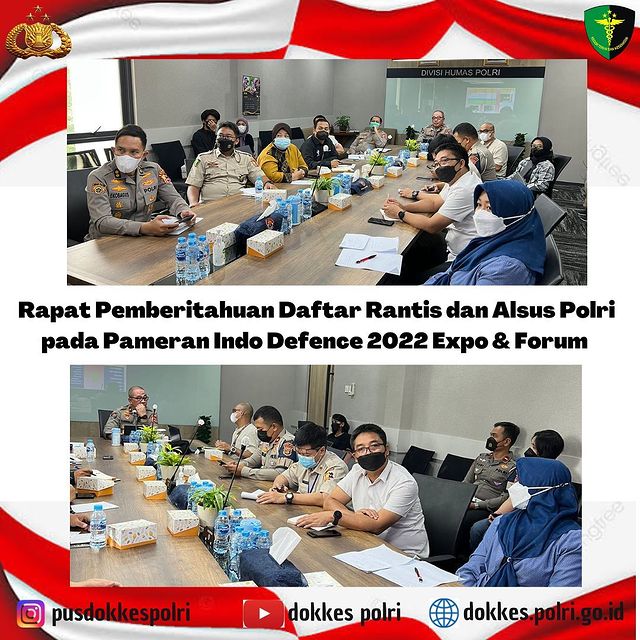 DIVISI HUMAS POLRI
Rapat Pemberitahuan Daftar Rantis dan Alsus Polri
pada Pameran Indo Defence 2022 Expo & Forum
pusdokkespolri
dokkes polri
dokkes.polri.go.id